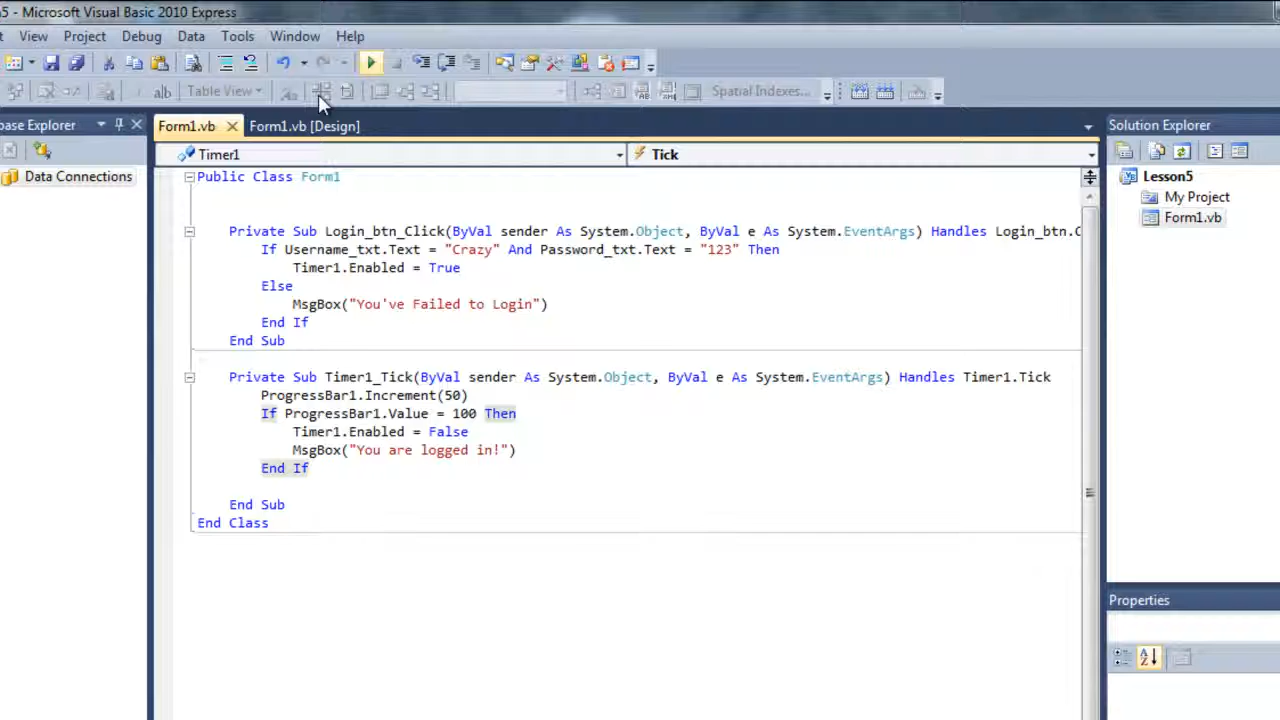 5 - Microsoft Visual Basic 2010 Express
t View Project Debug Data Tools Window Help
ab Table View Spatial Indexes...
base Explorer Form1.vb Form1.vb [Design] Solution Explorer
Timer1 Tick
Data Connections
Lesson5
My Project
Form1.vb
Public Class Form1
Private Sub Login_btn_Click(ByVal sender As System.Object, ByVal e As System.EventArgs) Handles Login_btn.C
If Username_txt.Text = "Crazy" And Password_txt.Text = "123" Then
Timer1.Enabled = True
Else
MsgBox("You've Failed to Login")
End If
End Sub
Private Sub Timer1_Tick(ByVal sender As System.Object, ByVal e As System.EventArgs) Handles Timer1.Tick
ProgressBar1.Increment(50)
If ProgressBar1.Value = 100 Then
Timer1.Enabled = False
MsgBox("You are logged in!")
End If
End Sub
End Class
Properties